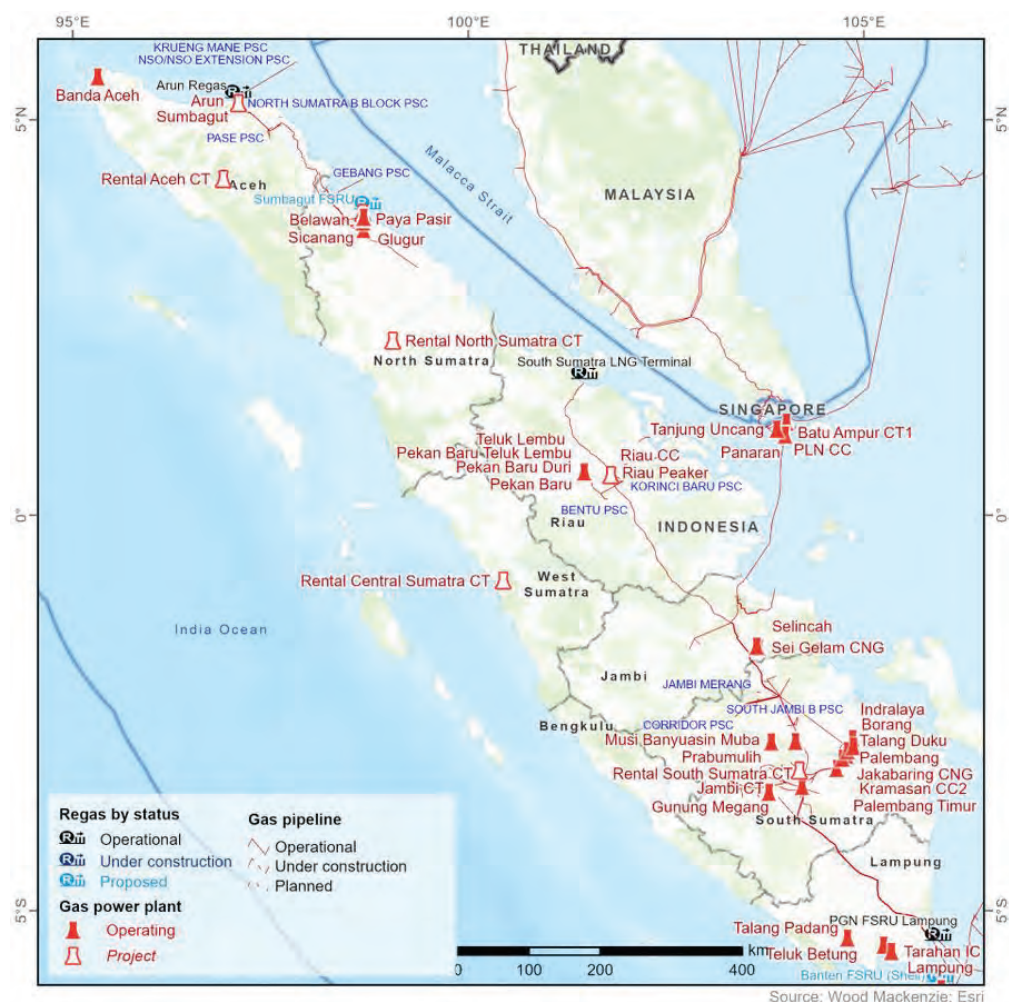 95°E
100°E
105°E
KRUENG MANE PSC
NSO/NSO EXTENSION PSC
THAILAND
Arun Regas
Banda Aceh
Arun
NORTH SUMATRA B BLOCK PSC
Sumbagut
5°N
5°N
PASE PSC
Malacca Strait
GEBANG PSC
Rental Aceh CT
Aceh
MALAYSIA
Sumbagut FSRU
Belawan
Paya Pasir
Sicanang
Glugur
Rental North Sumatra CT
North Sumatra
South Sumatra LNG Terminal
SINGAPORE
Tanjung Uncang
Batu Ampur CT1
Panaran
PLN CC
Teluk Lembu
Pekan Baru Teluk Lembu
Riau CC
Pekan Baru Duri
Riau Peaker
Pekan Baru
KORINCI BARU PSC
BENTU PSC
0°
0°
Riau
INDONESIA
Rental Central Sumatra CT
West
Sumatra
India Ocean
Selincah
Sei Gelam CNG
Jambi
JAMBI MERANG
SOUTH JAMBI B PSC
Bengkulu
CORRIDOR PSC
Indralaya
Borang
Musi Banyuasin Muba
Talang Duku
Prabumulih
Palembang
Rental South Sumatra CT
Jakabaring CNG
Jambi CT
Kramasan CC2
Gunung Megang
Palembang Timur
South Sumatra
Lampung
5°S
5°S
PGN FSRU Lampung
Talang Padang
Teluk Betung
Tarahan IC
Lampung
Banten FSRU (Shell)
Regas by status
R Operational
R Under construction
R Proposed
Gas power plant
Operating
Project
Gas pipeline
Operational
Under construction
Planned
km
0 100 200 400
Source: Wood Mackenzie; Esri